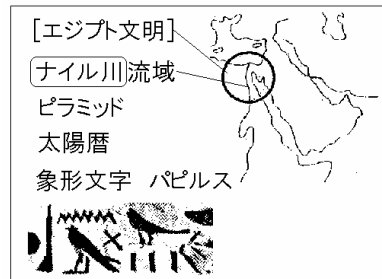 [エジプト文明]
ナイル川流域
ピラミッド
太陽暦
象形文字 パピルス